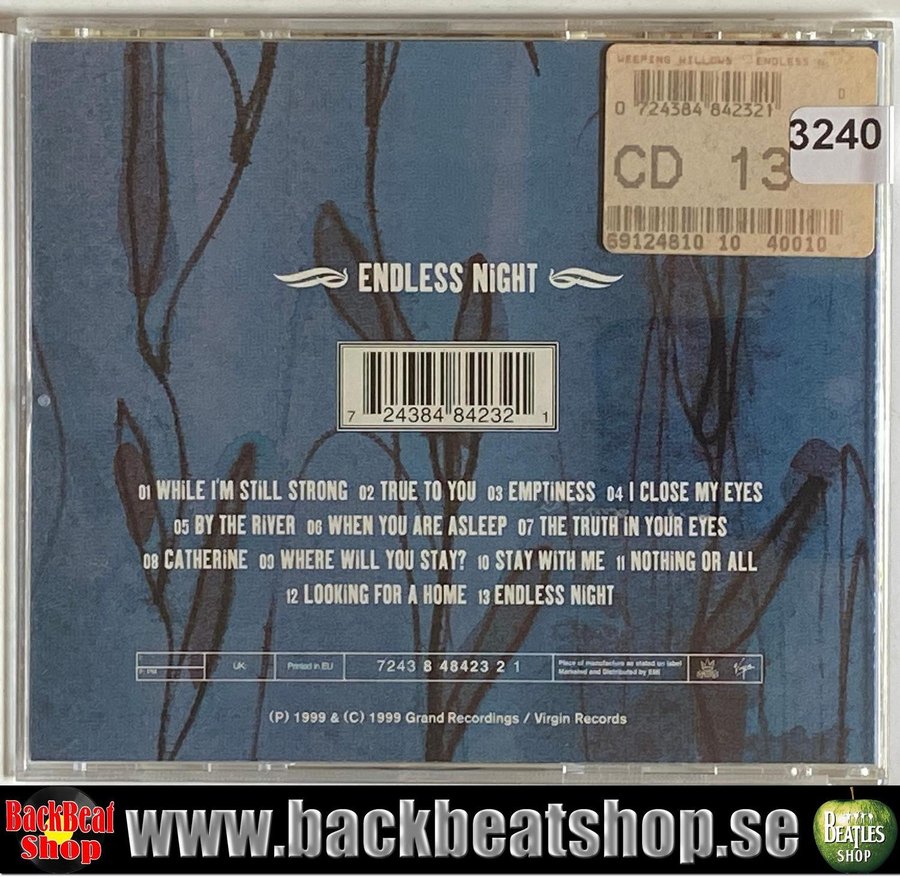 WEEPING WILLOWS ENDLESS N
0
0 724384 842321
3240
CD 13
69124810 10 40010
ENDLESS NiGHT
7 24384 84232 1
01 WHiLE I'M STiLL STRONG 02 TRUE TO YOU 03 EMPTiNESS 04 I CLOSE MY EYES
05 BY THE RiVER 06 WHEN YOU ARE ASLEEP 07 THE TRUTH iN YOUR EYES
08 CATHERiNE 09 WHERE WiLL YOU STAY? 10 STAY WiTH ME 11 NOTHiNG OR ALL
12 LOOKiNG FOR A HOME 13 ENDLESS NiGHT
P: PM
UK:
Printed in EU
7243 8 48423 2 1
Place of manufacture as stated on label
Marketed and Distributed by EMI
Virgin
(P) 1999 & (C) 1999 Grand Recordings / Virgin Records
BackBeat
Shop
www.backbeatshop.se
BEATLES
SHOP